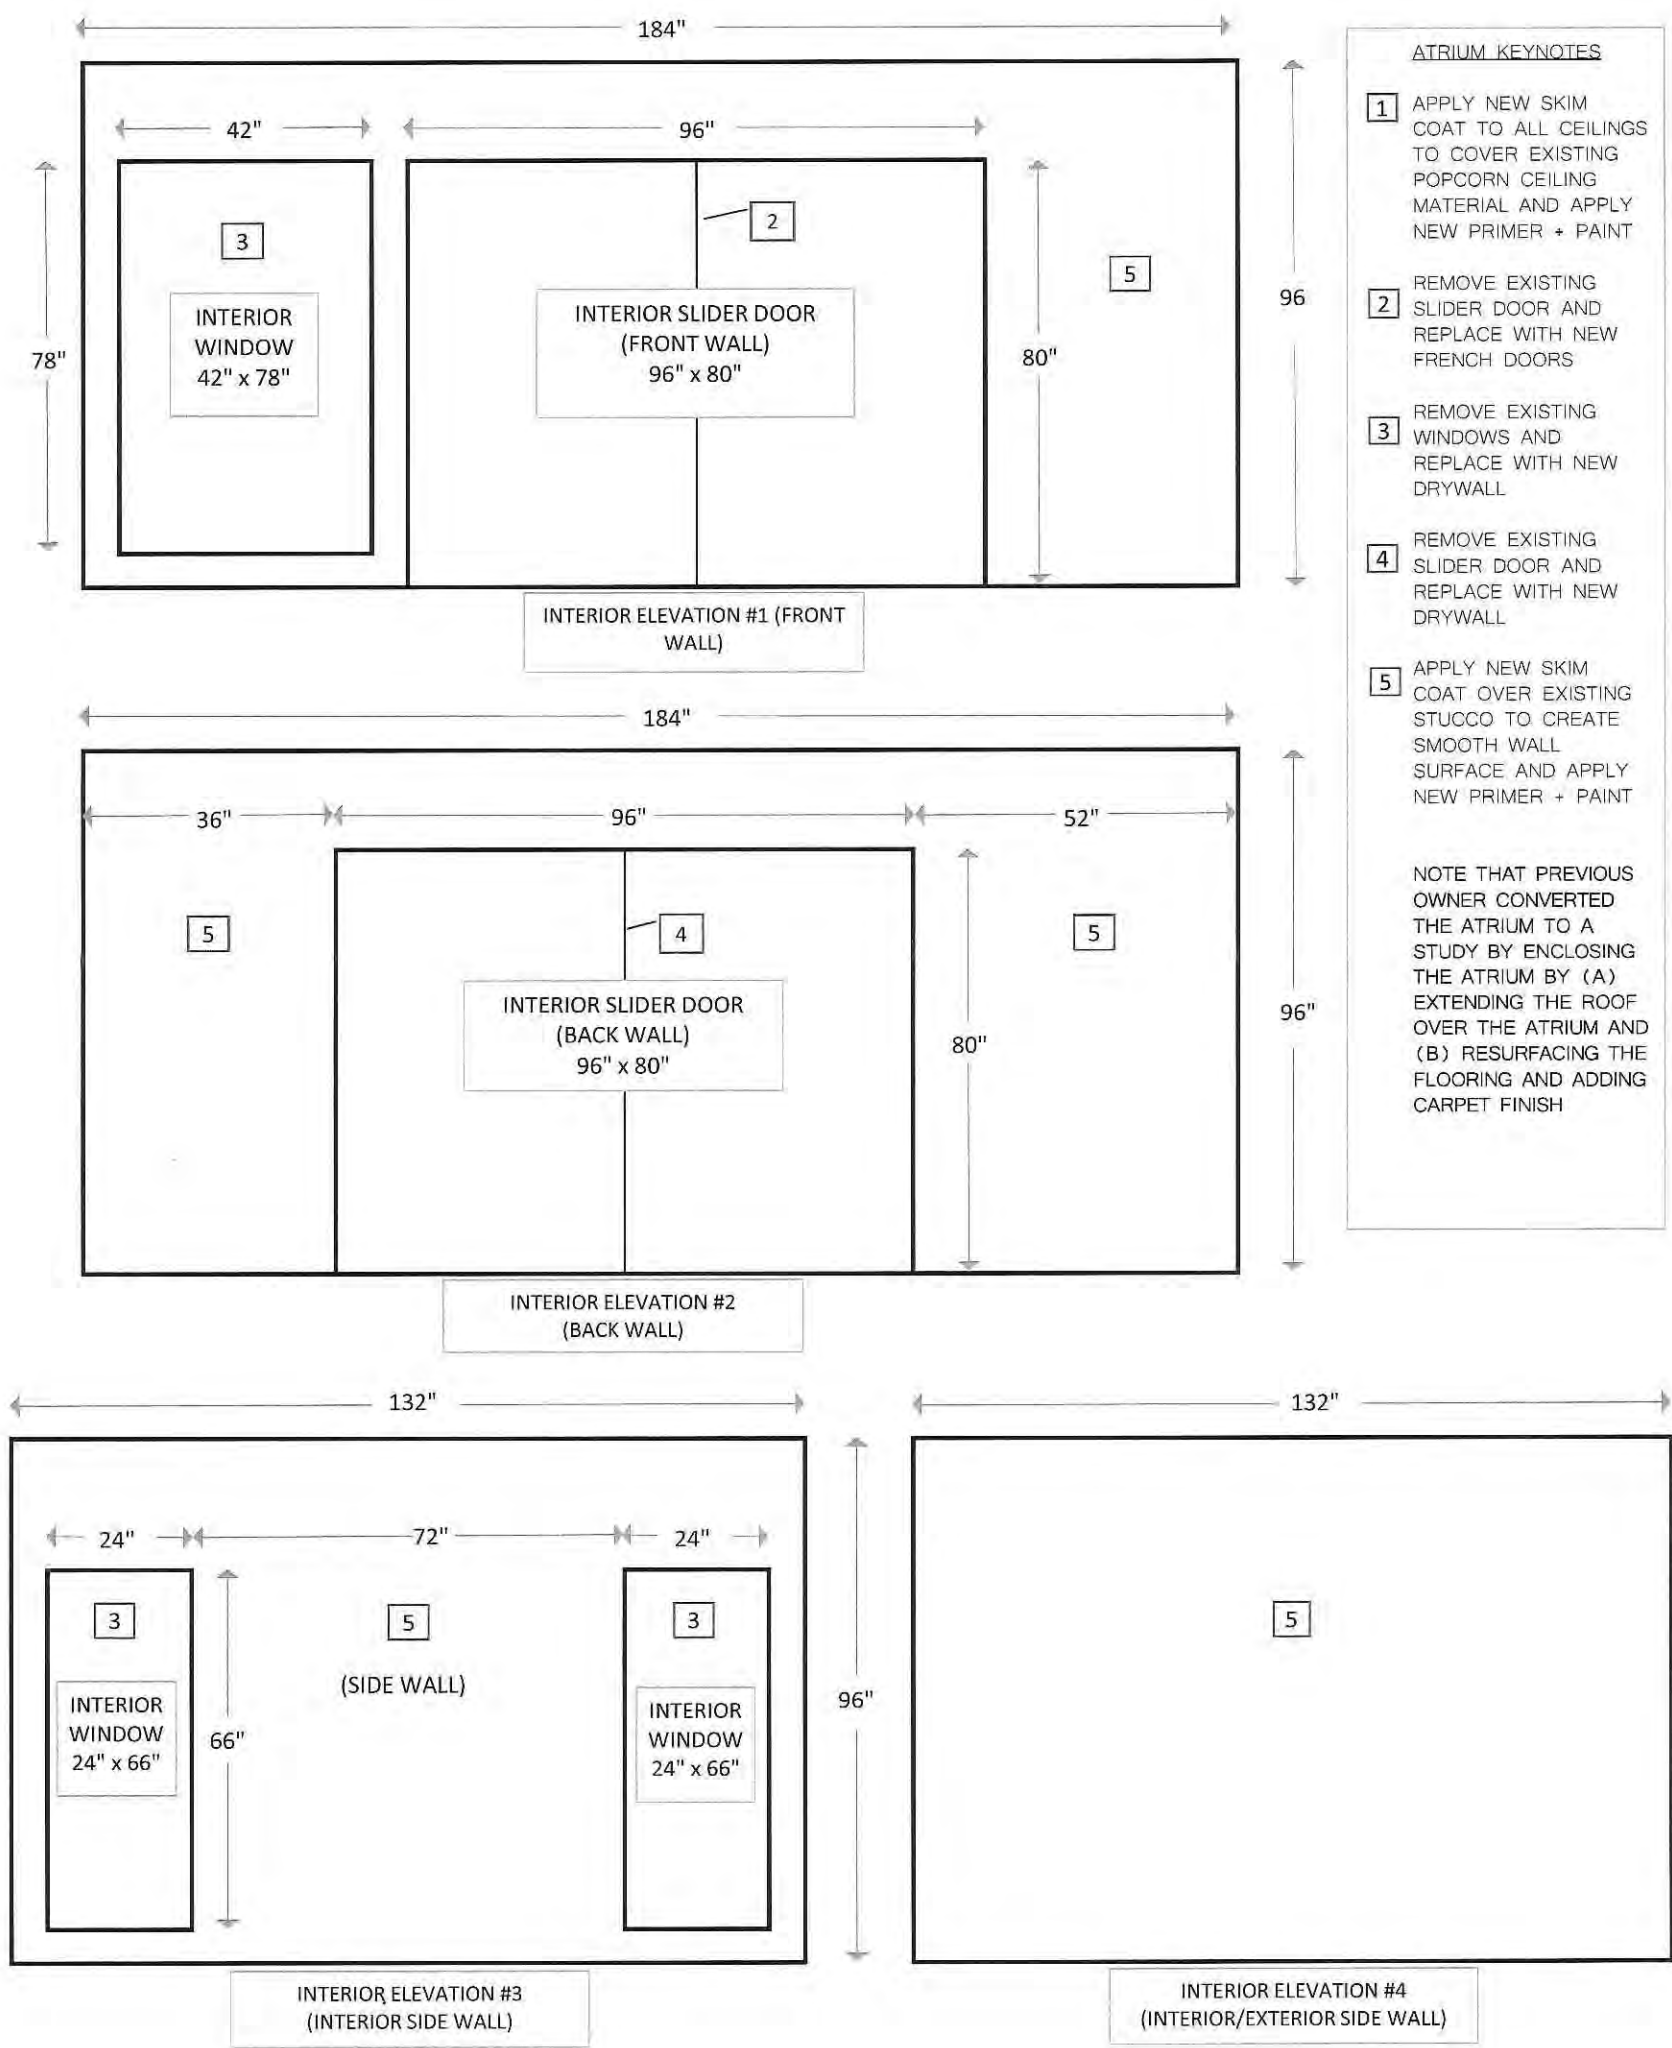 184"
42"
96"
78"
3
INTERIOR
WINDOW
42" x 78"
2
INTERIOR SLIDER DOOR
(FRONT WALL)
96" x 80"
80"
5
96
INTERIOR ELEVATION #1 (FRONT
WALL)
184"
36"
96"
52"
5
4
5
INTERIOR SLIDER DOOR
(BACK WALL)
96" x 80"
80"
96"
INTERIOR ELEVATION #2
(BACK WALL)
132"
24"
72"
24"
3
5
3
(SIDE WALL)
INTERIOR
WINDOW
24" x 66"
66"
INTERIOR
WINDOW
24" x 66"
96"
INTERIOR ELEVATION #3
(INTERIOR SIDE WALL)
132"
5
INTERIOR ELEVATION #4
(INTERIOR/EXTERIOR SIDE WALL)
ATRIUM KEYNOTES
1 APPLY NEW SKIM
COAT TO ALL CEILINGS
TO COVER EXISTING
POPCORN CEILING
MATERIAL AND APPLY
NEW PRIMER + PAINT
2 REMOVE EXISTING
SLIDER DOOR AND
REPLACE WITH NEW
FRENCH DOORS
3 REMOVE EXISTING
WINDOWS AND
REPLACE WITH NEW
DRYWALL
4 REMOVE EXISTING
SLIDER DOOR AND
REPLACE WITH NEW
DRYWALL
5 APPLY NEW SKIM
COAT OVER EXISTING
STUCCO TO CREATE
SMOOTH WALL
SURFACE AND APPLY
NEW PRIMER + PAINT
NOTE THAT PREVIOUS
OWNER CONVERTED
THE ATRIUM TO A
STUDY BY ENCLOSING
THE ATRIUM BY (A)
EXTENDING THE ROOF
OVER THE ATRIUM AND
(B) RESURFACING THE
FLOORING AND ADDING
CARPET FINISH